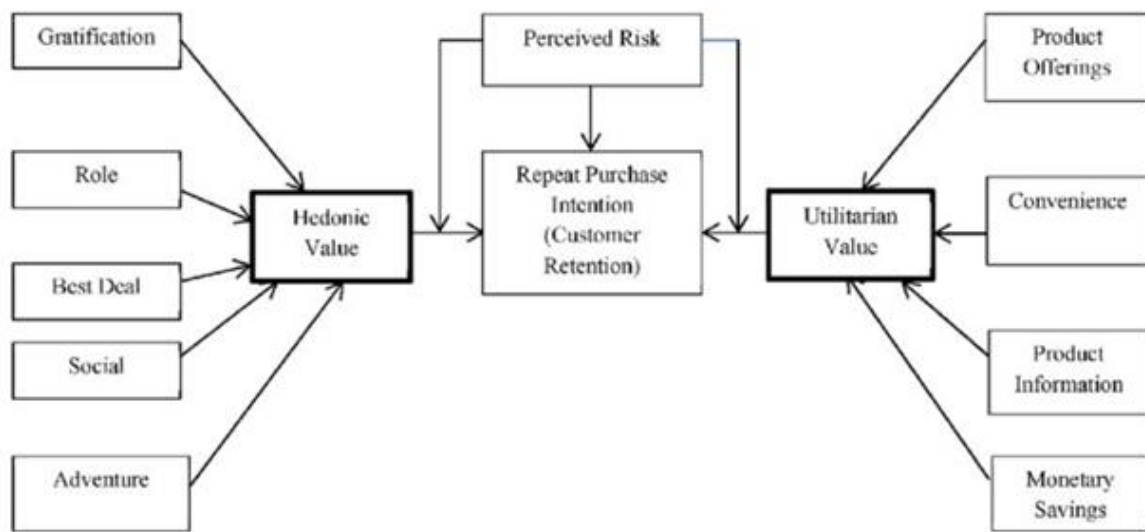 Gratification
Role
Best Deal
Social
Adventure
Hedonic
Value
Perceived Risk
Repeat Purchase
Intention
(Customer
Retention)
Utilitarian
Value
Product
Offerings
Convenience
Product
Information
Monetary
Savings